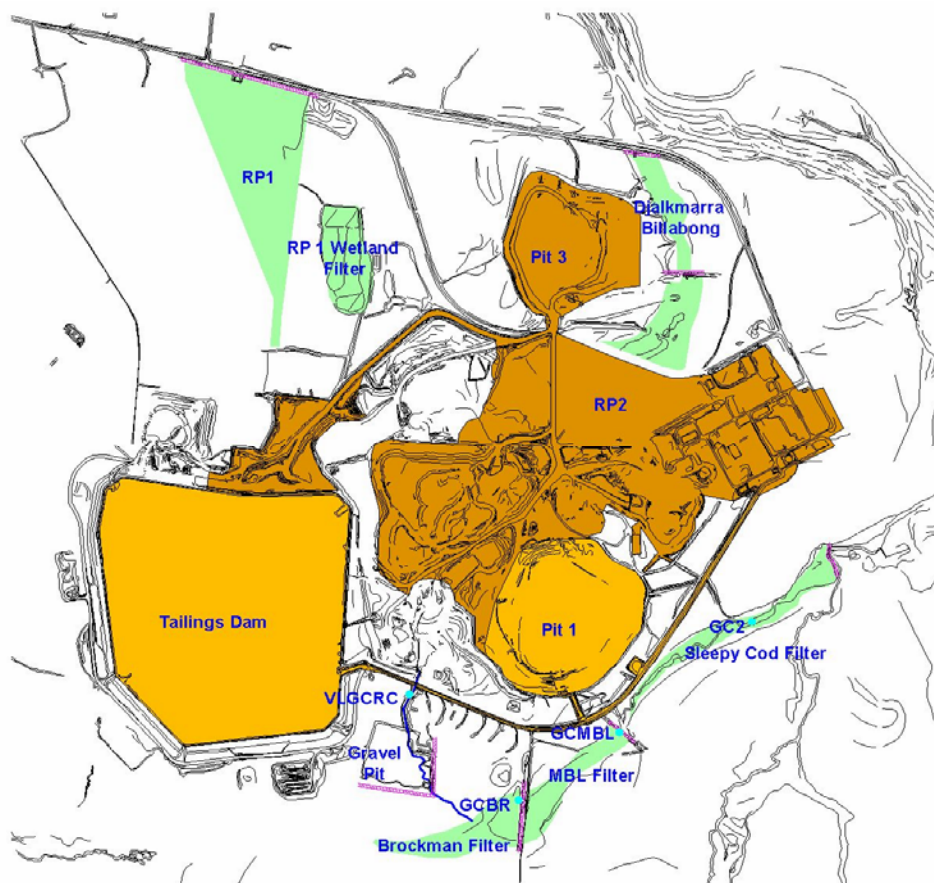 RP1
Djalkmarra
Billabong
RP 1 Wetland
Filter
Pit 3
RP2
Tailings Dam
Pit 1
GC2
Sleepy Cod Filter
VLGCRC
GCMBL
Gravel
Pit
MBL Filter
GCBR
Brockman Filter